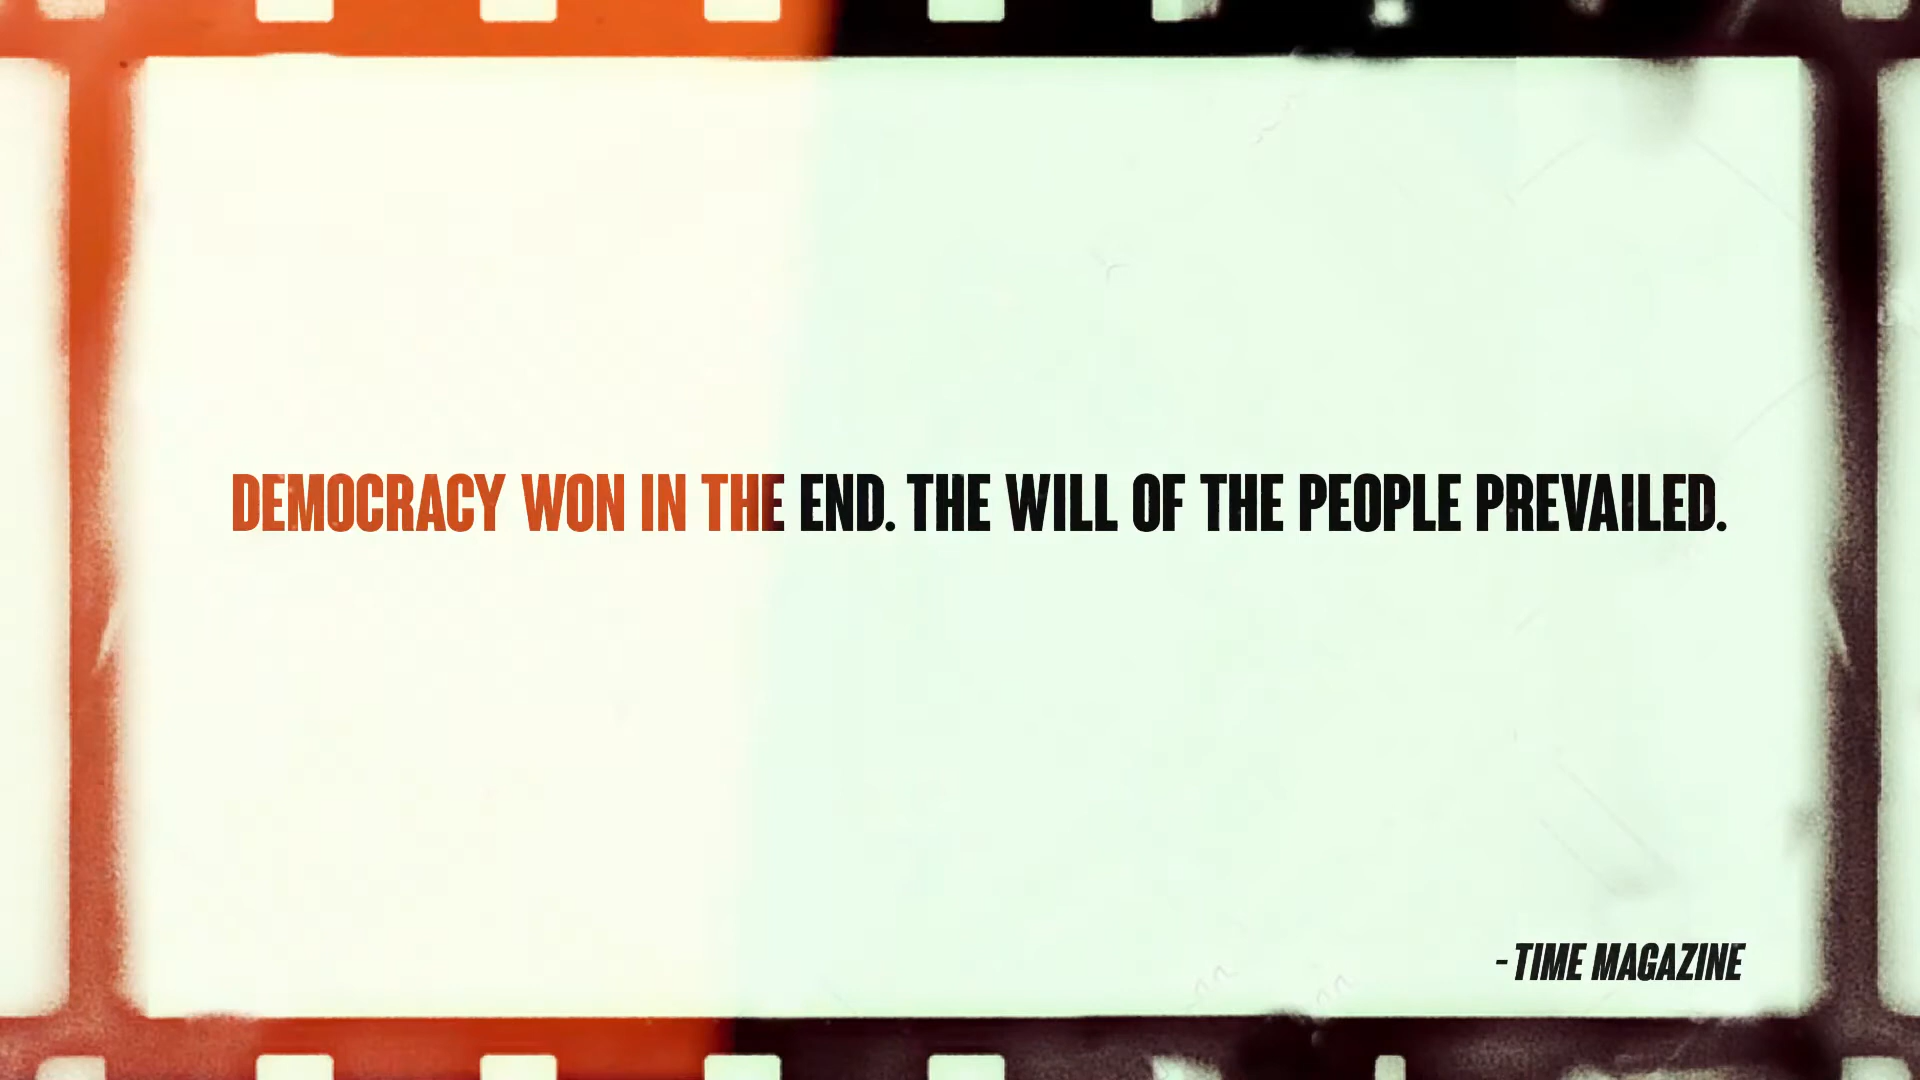 DEMOCRACY WON IN THE END. THE WILL OF THE PEOPLE PREVAILED.
- TIME MAGAZINE